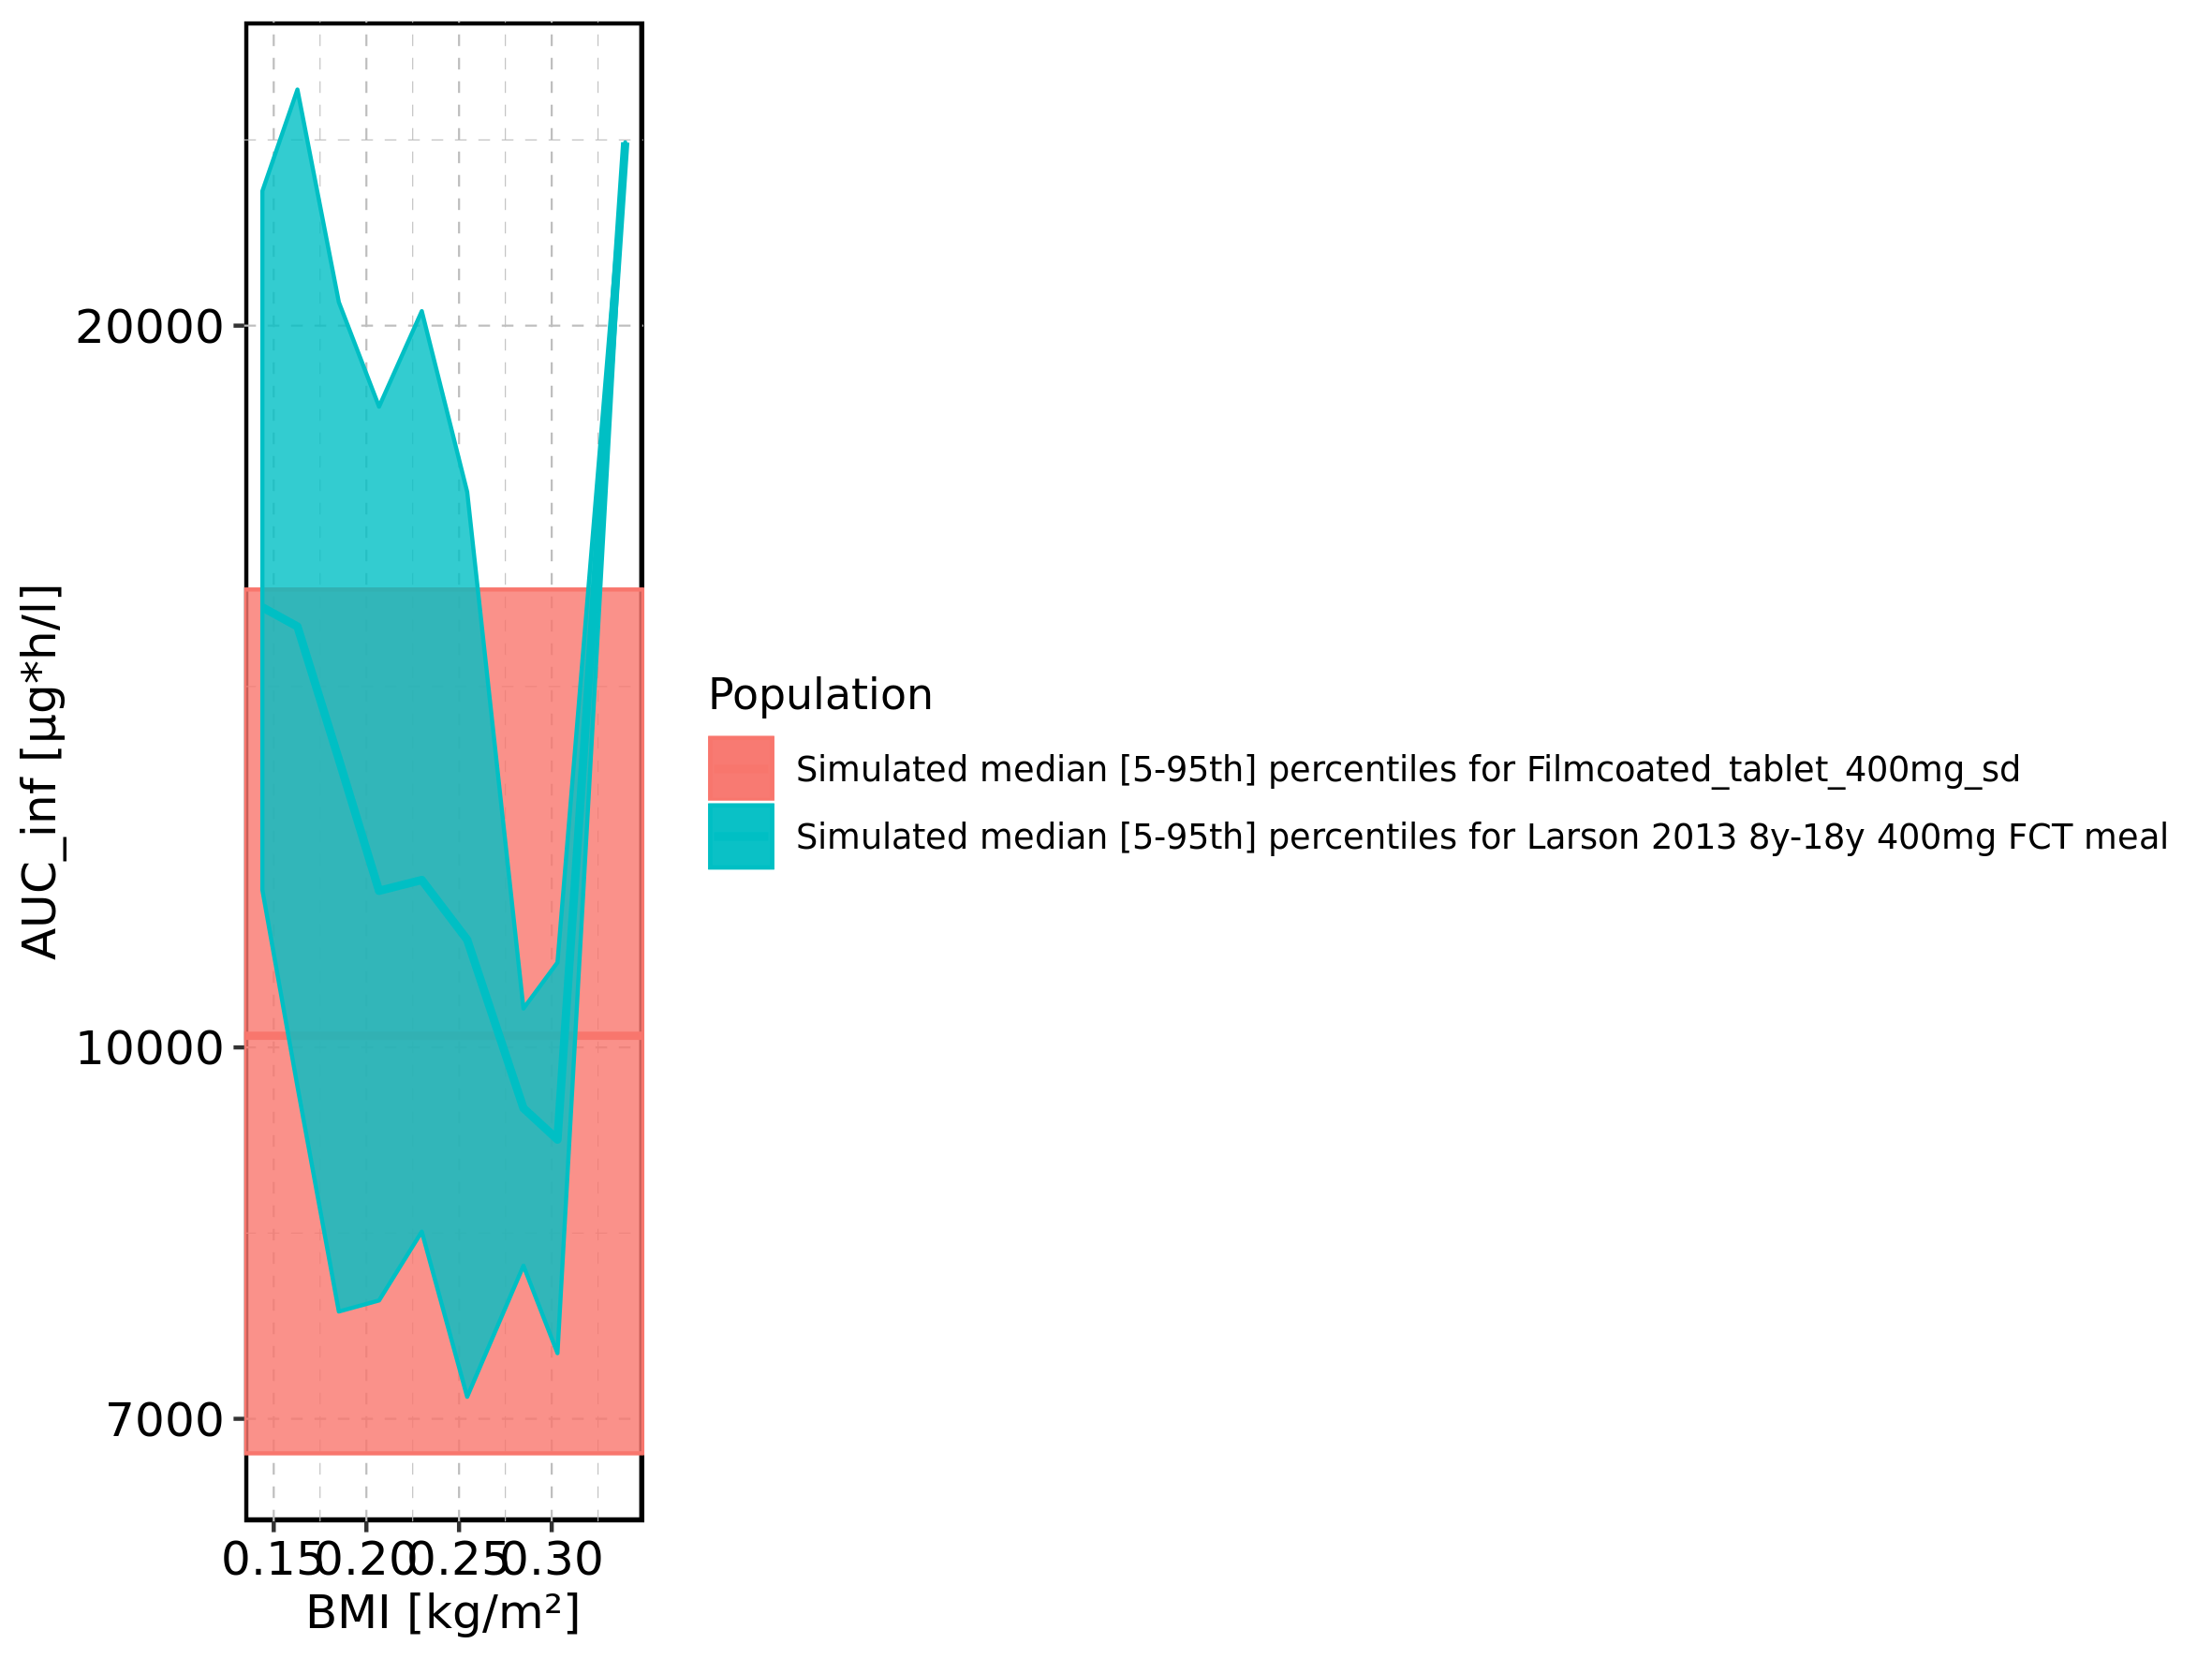 AUC_inf [µg*h/l]
20000
10000
7000
0.15 0.20 0.25 0.30
BMI [kg/m²]
Population
Simulated median [5-95th] percentiles for Filmcoated_tablet_400mg_sd
Simulated median [5-95th] percentiles for Larson 2013 8y-18y 400mg FCT meal